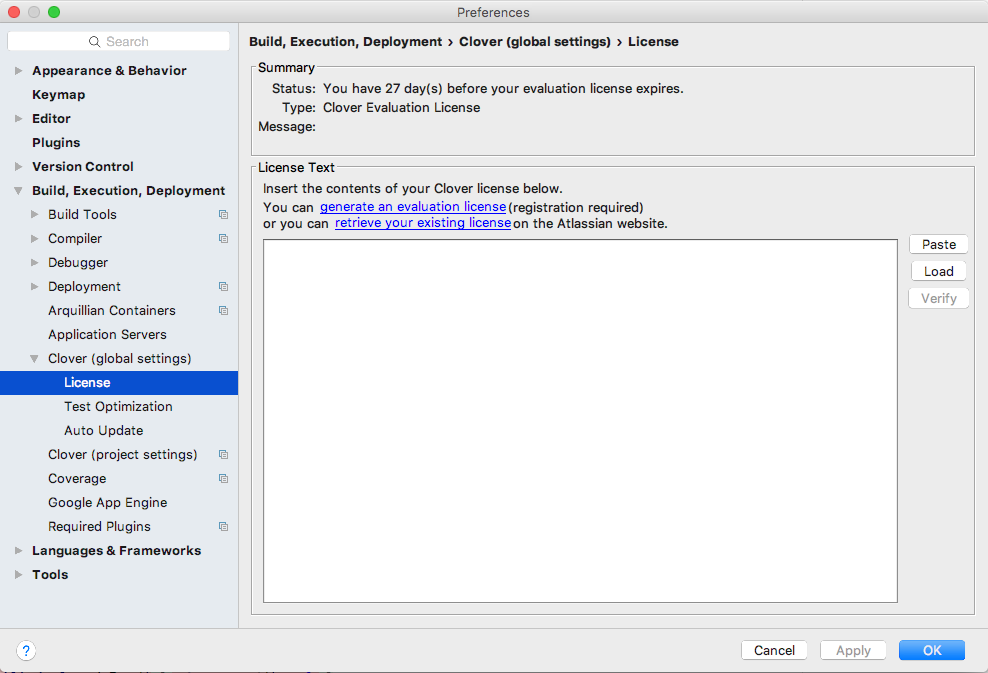 Preferences
Search
Appearance & Behavior
Keymap
Editor
Plugins
Version Control
Build, Execution, Deployment
Build Tools
Compiler
Debugger
Deployment
Arquillian Containers
Application Servers
Clover (global settings)
License
Test Optimization
Auto Update
Clover (project settings)
Coverage
Google App Engine
Required Plugins
Languages & Frameworks
Tools
Build, Execution, Deployment › Clover (global settings) › License
Summary
Status: You have 27 day(s) before your evaluation license expires.
Type: Clover Evaluation License
Message:
License Text
Insert the contents of your Clover license below.
You can generate an evaluation license (registration required)
or you can retrieve your existing license on the Atlassian website.
Paste
Load
Verify
?
Cancel
Apply
OK